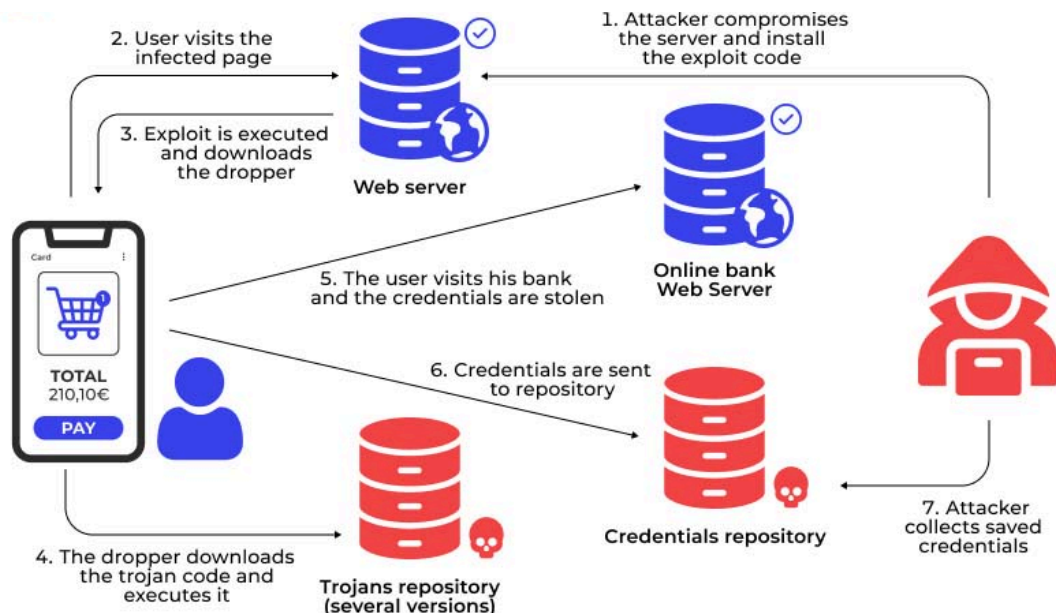 2. User visits the
infected page
1. Attacker compromises
the server and install
the exploit code
3. Exploit is executed
and downloads
the dropper
Web server
Card
1
TOTAL
210,10€
PAY
5. The user visits his bank
and the credentials are stolen
Online bank
Web Server
6. Credentials are sent
to repository
4. The dropper downloads
the trojan code and
executes it
Trojans repository
(several versions)
Credentials repository
7. Attacker
collects saved
credentials